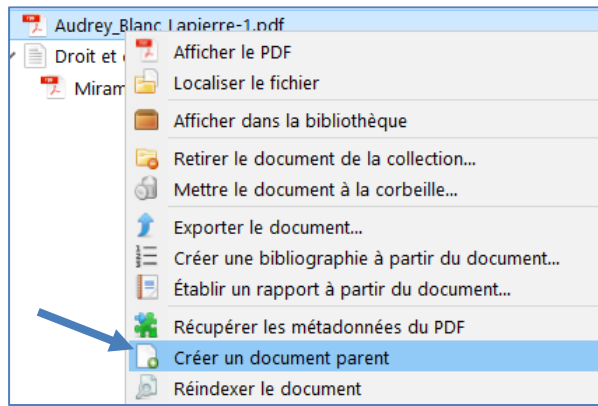 Audrey_Blanc Lapierre-1.pdf
Droit et
Afficher le PDF
Miram
Localiser le fichier
Afficher dans la bibliothèque
Retirer le document de la collection...
Mettre le document à la corbeille...
Exporter le document...
Créer une bibliographie à partir du document...
Établir un rapport à partir du document...
Récupérer les métadonnées du PDF
Créer un document parent
Réindexer le document